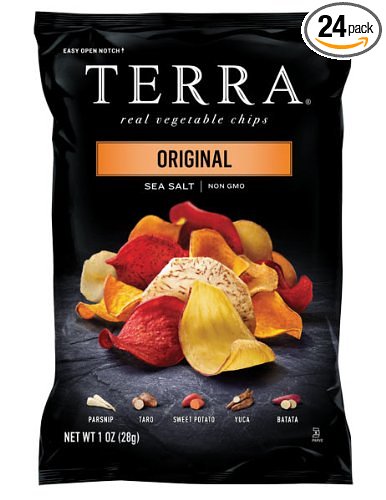 24 pack
EASY OPEN NOTCH↑
TERRA®
real vegetable chips
ORIGINAL
SEA SALT | NON GMO
PARSNIP TARO SWEET POTATO YUCA BATATA
NET WT 1 OZ (28g)
PARVE